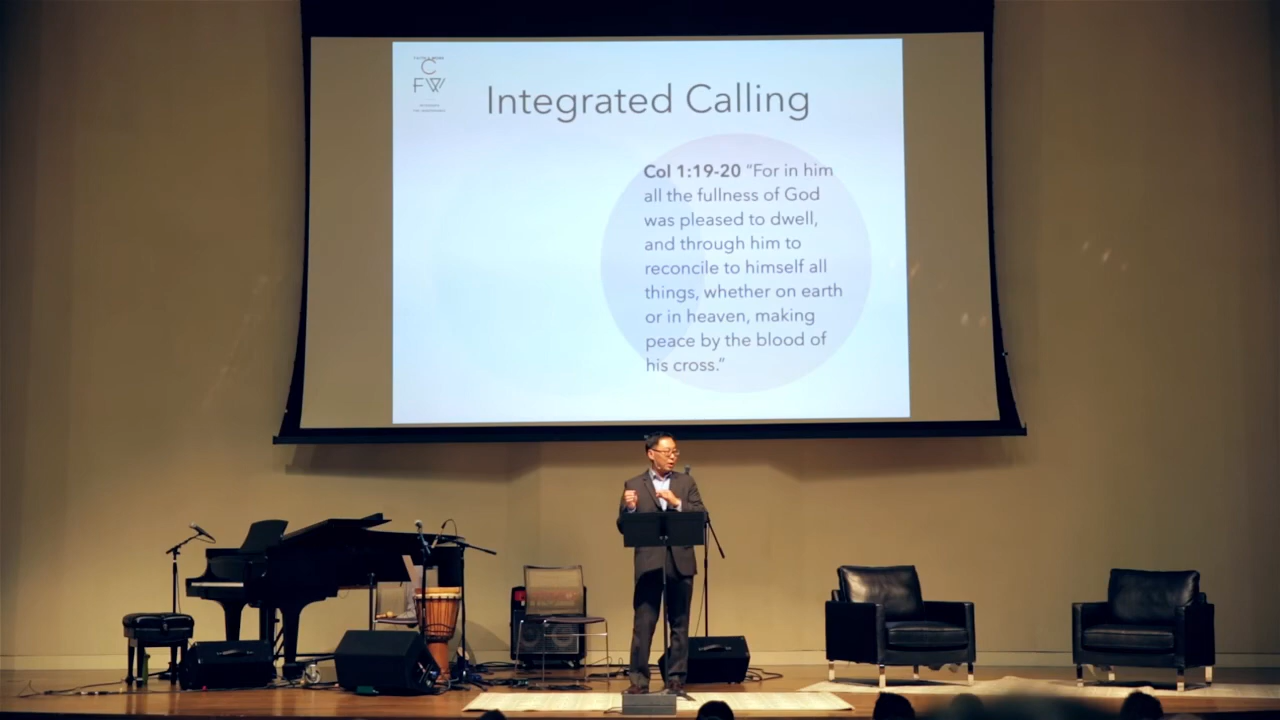 C
FW
Integrated Calling
Col 1:19-20 “For in him
all the fullness of God
was pleased to dwell,
and through him to
reconcile to himself all
things, whether on earth
or in heaven, making
peace by the blood of
his cross.”